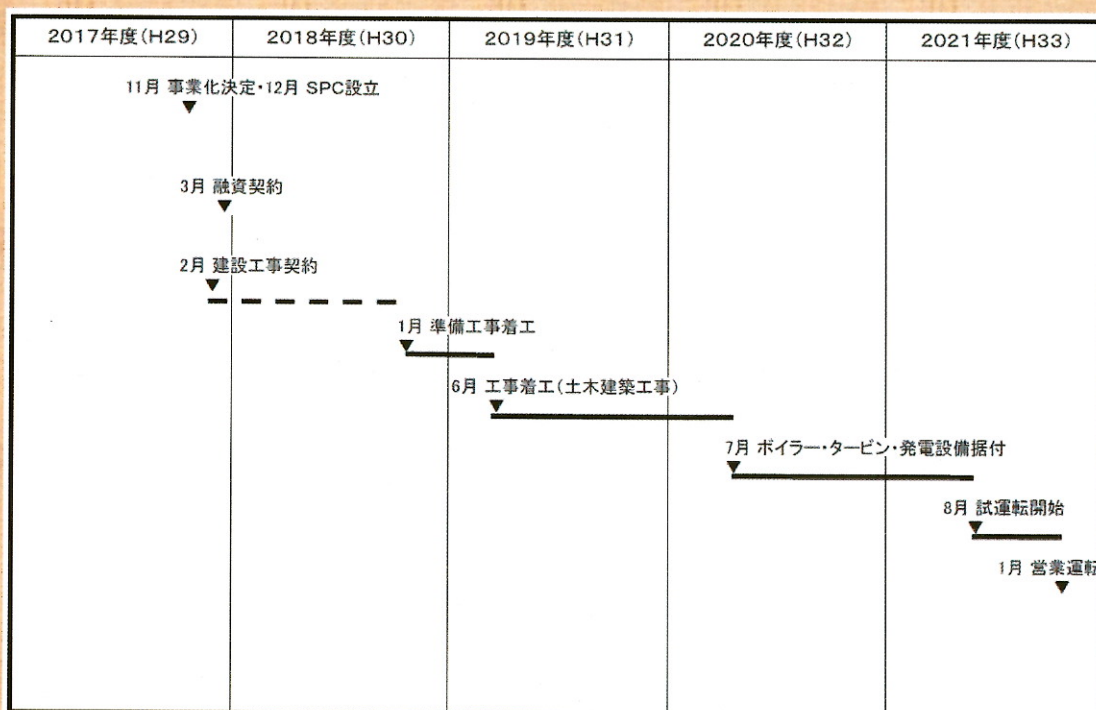 2017年度(H29) 2018年度(H30) 2019年度(H31) 2020年度(H32) 2021年度(H33)
11月 事業化決定・12月 SPC設立
3月 融資契約
2月 建設工事契約
1月 準備工事着工
6月 工事着工(土木建築工事)
7月 ボイラー・タービン・発電設備据付
8月 試運転開始
1月 営業運転